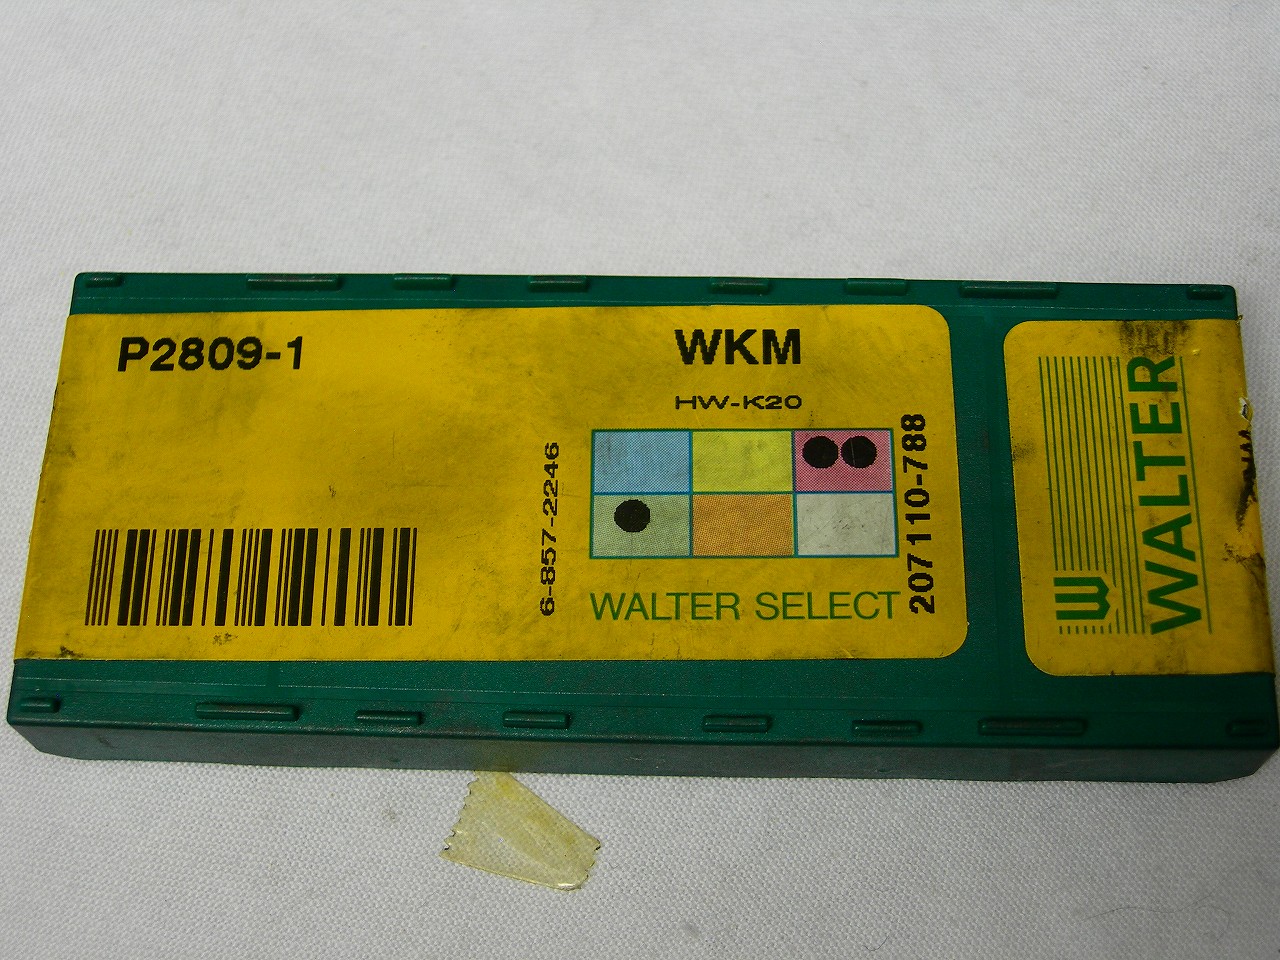 P2809-1
WKM
HW-K20
6-857-2246
207110-788
WALTER SELECT
W
WALTER